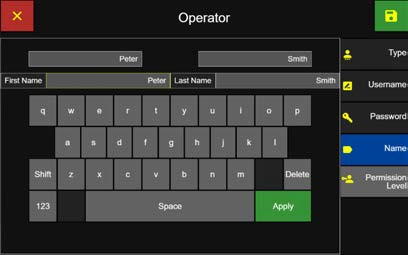 Operator
Peter Smith
First Name Peter Last Name Smith
q w e r t y u i o p
a s d f g h j k l
Shift z x c v b n m Delete
123 Space Apply
Type
Username
Password
Name
Permission
Level